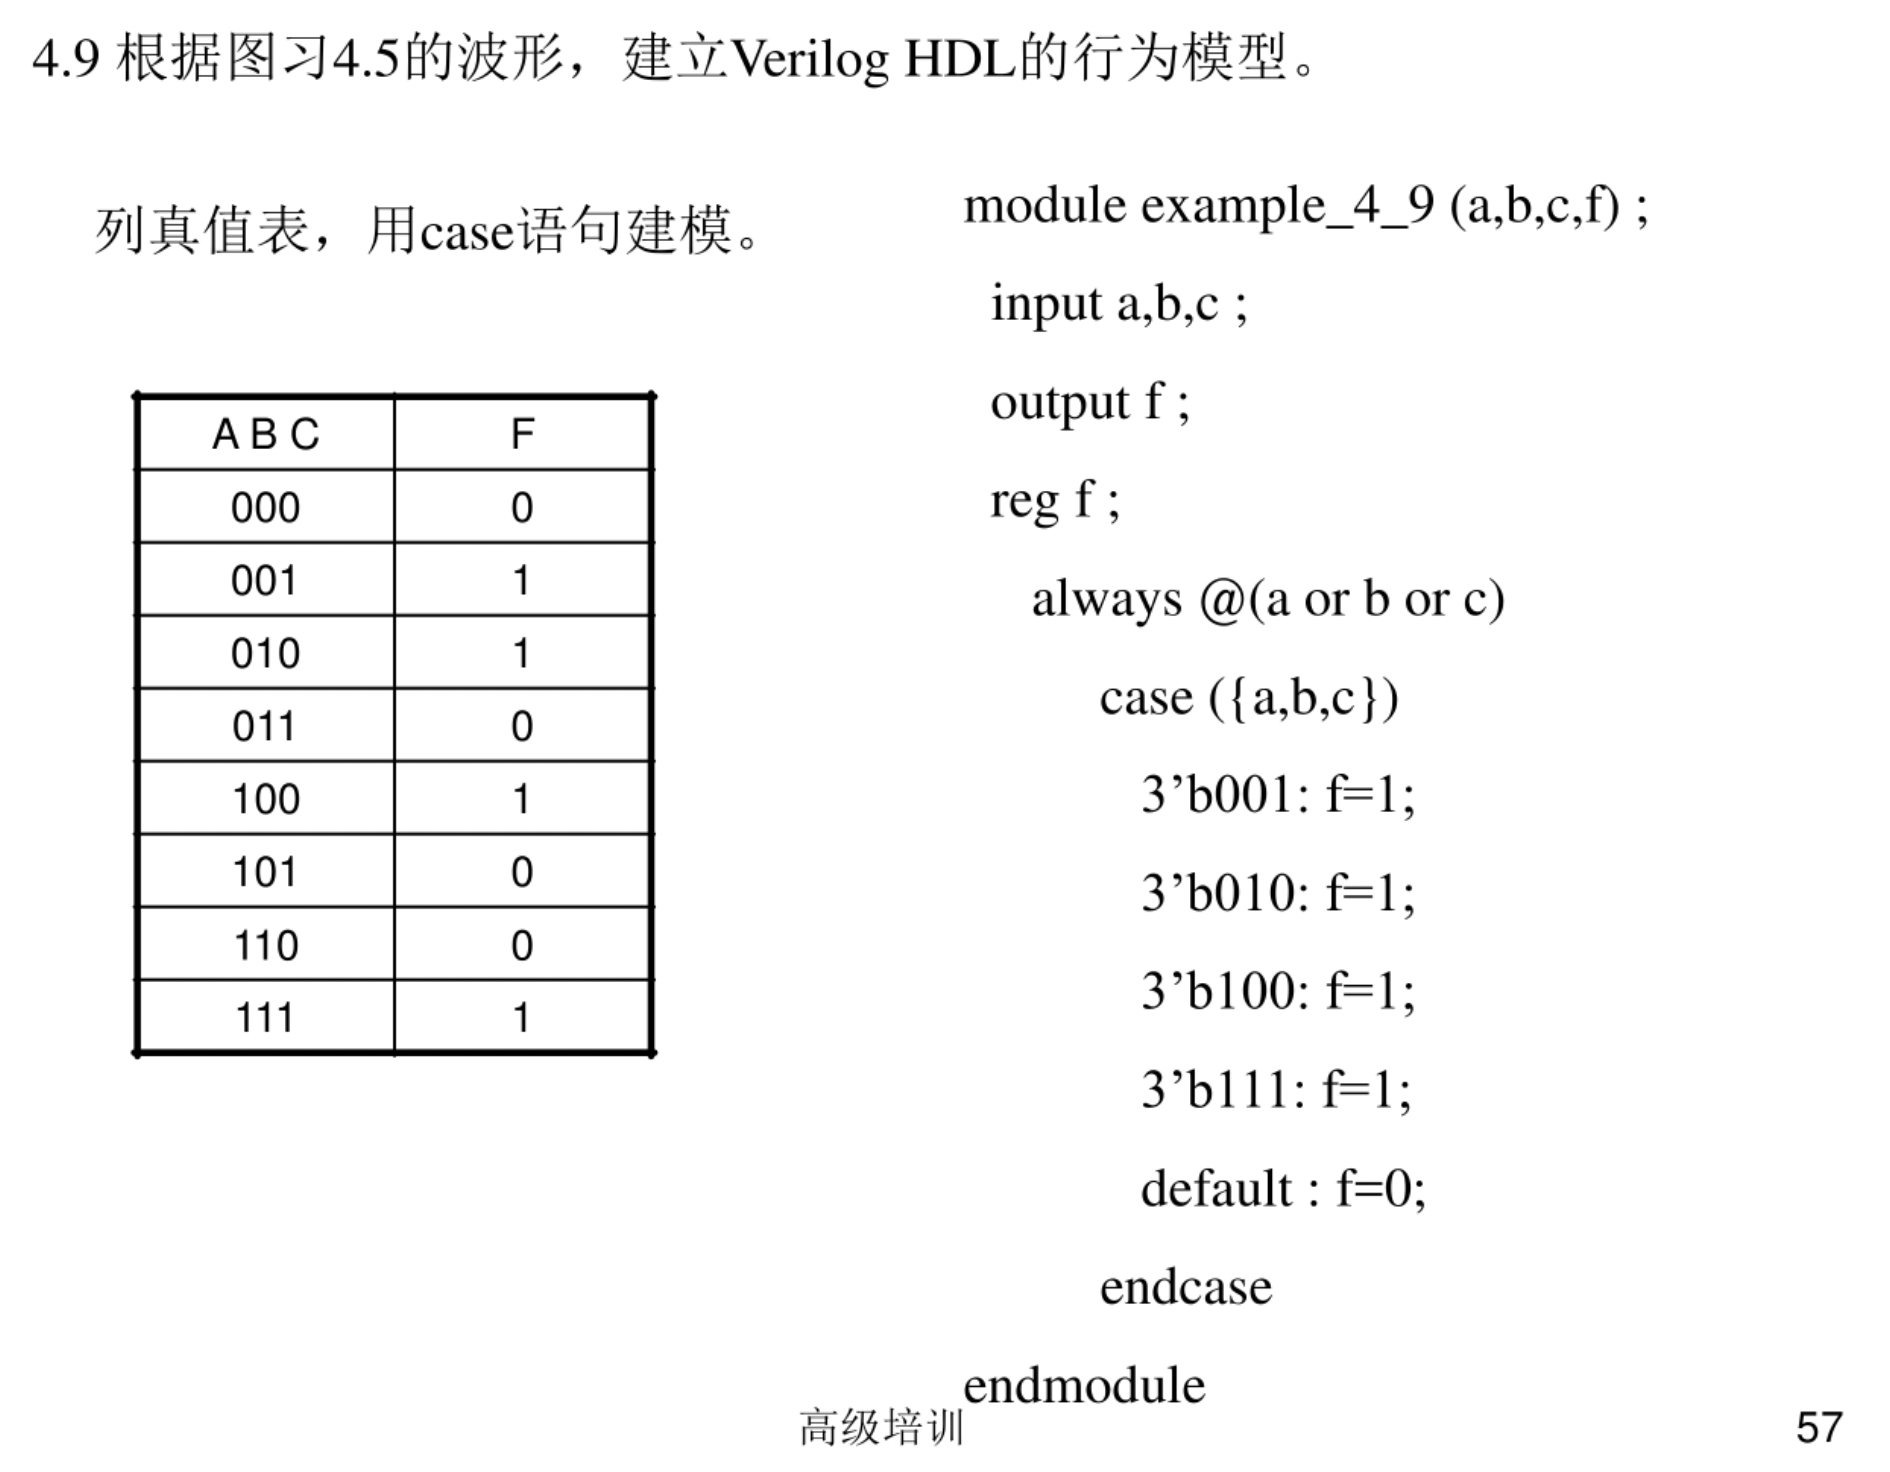 4.9 根据图习4.5的波形，建立Verilog HDL的行为模型。
列真值表，用case语句建模。
A B C F
000 0
001 1
010 1
011 0
100 1
101 0
110 0
111 1
module example_4_9 (a,b,c,f) ;
input a,b,c ;
output f ;
reg f ;
always @(a or b or c)
case ({a,b,c})
3’b001: f=1;
3’b010: f=1;
3’b100: f=1;
3’b111: f=1;
default : f=0;
endcase
endmodule
高级培训
57